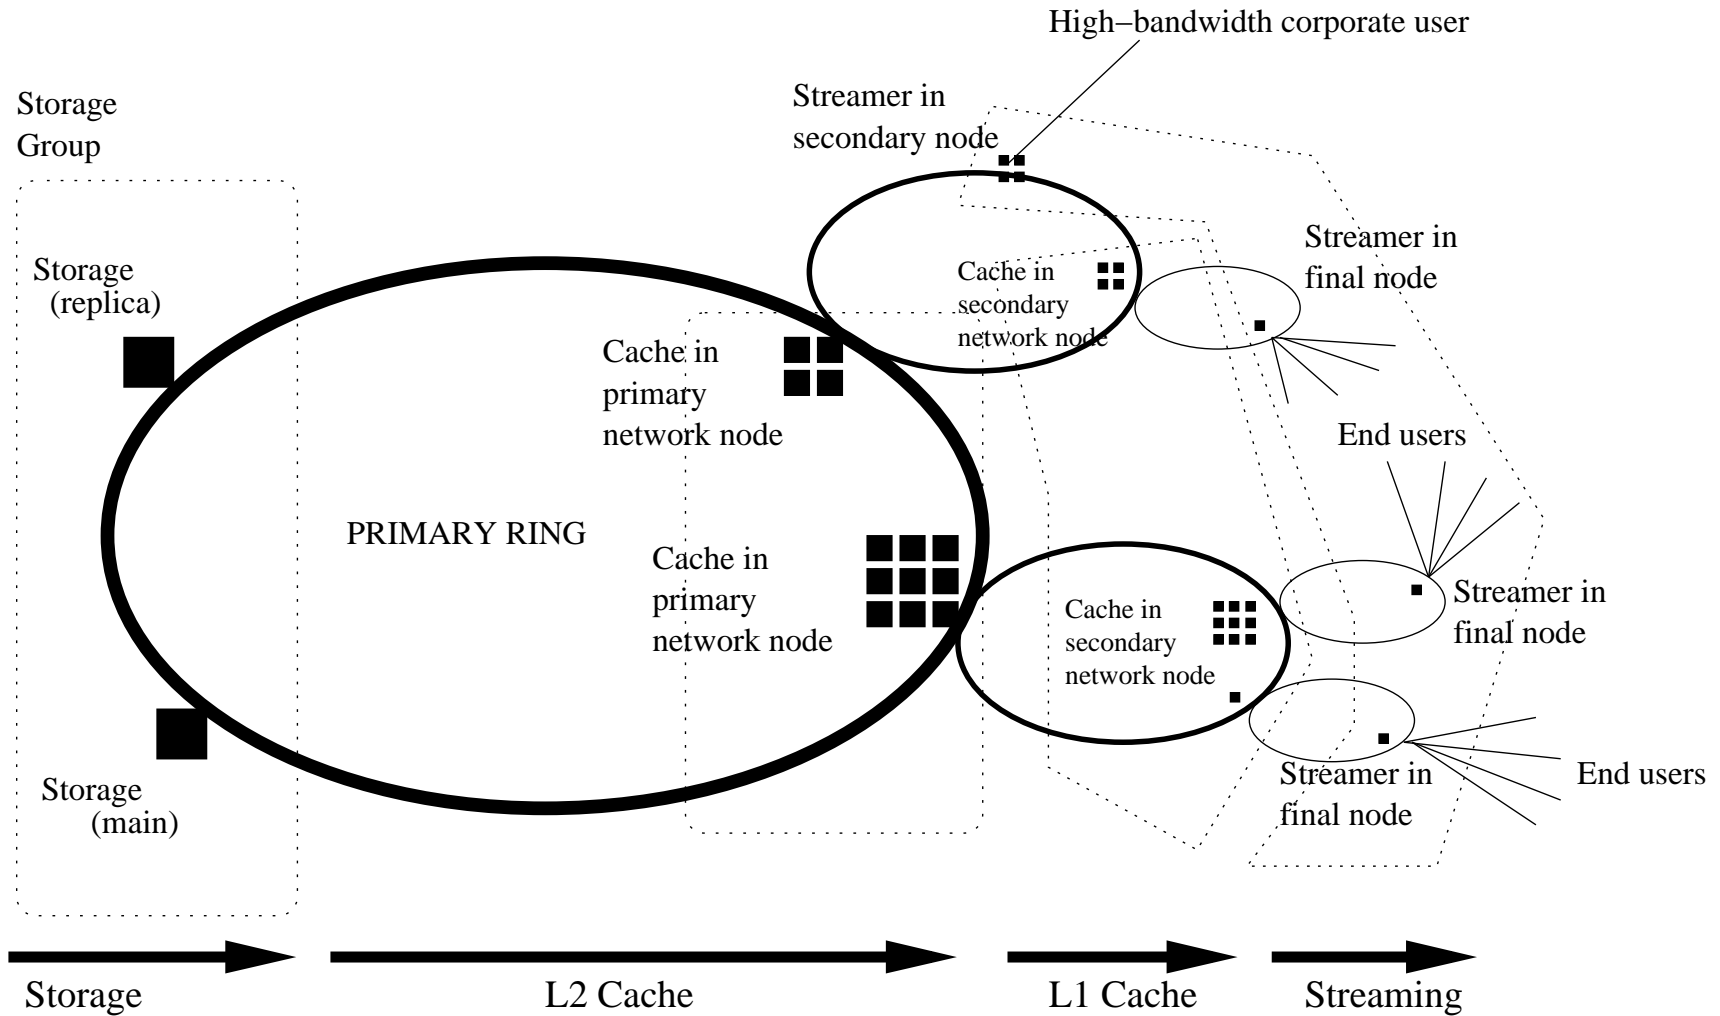 High−bandwidth corporate user
Streamer in
secondary node
Storage
Group
Storage
(replica)
Cache in
primary
network node
Cache in
secondary
network node
Streamer in
final node
End users
PRIMARY RING
Cache in
primary
network node
Cache in
secondary
network node
Streamer in
final node
Storage
(main)
Streamer in
final node
End users
Storage
L2 Cache
L1 Cache
Streaming